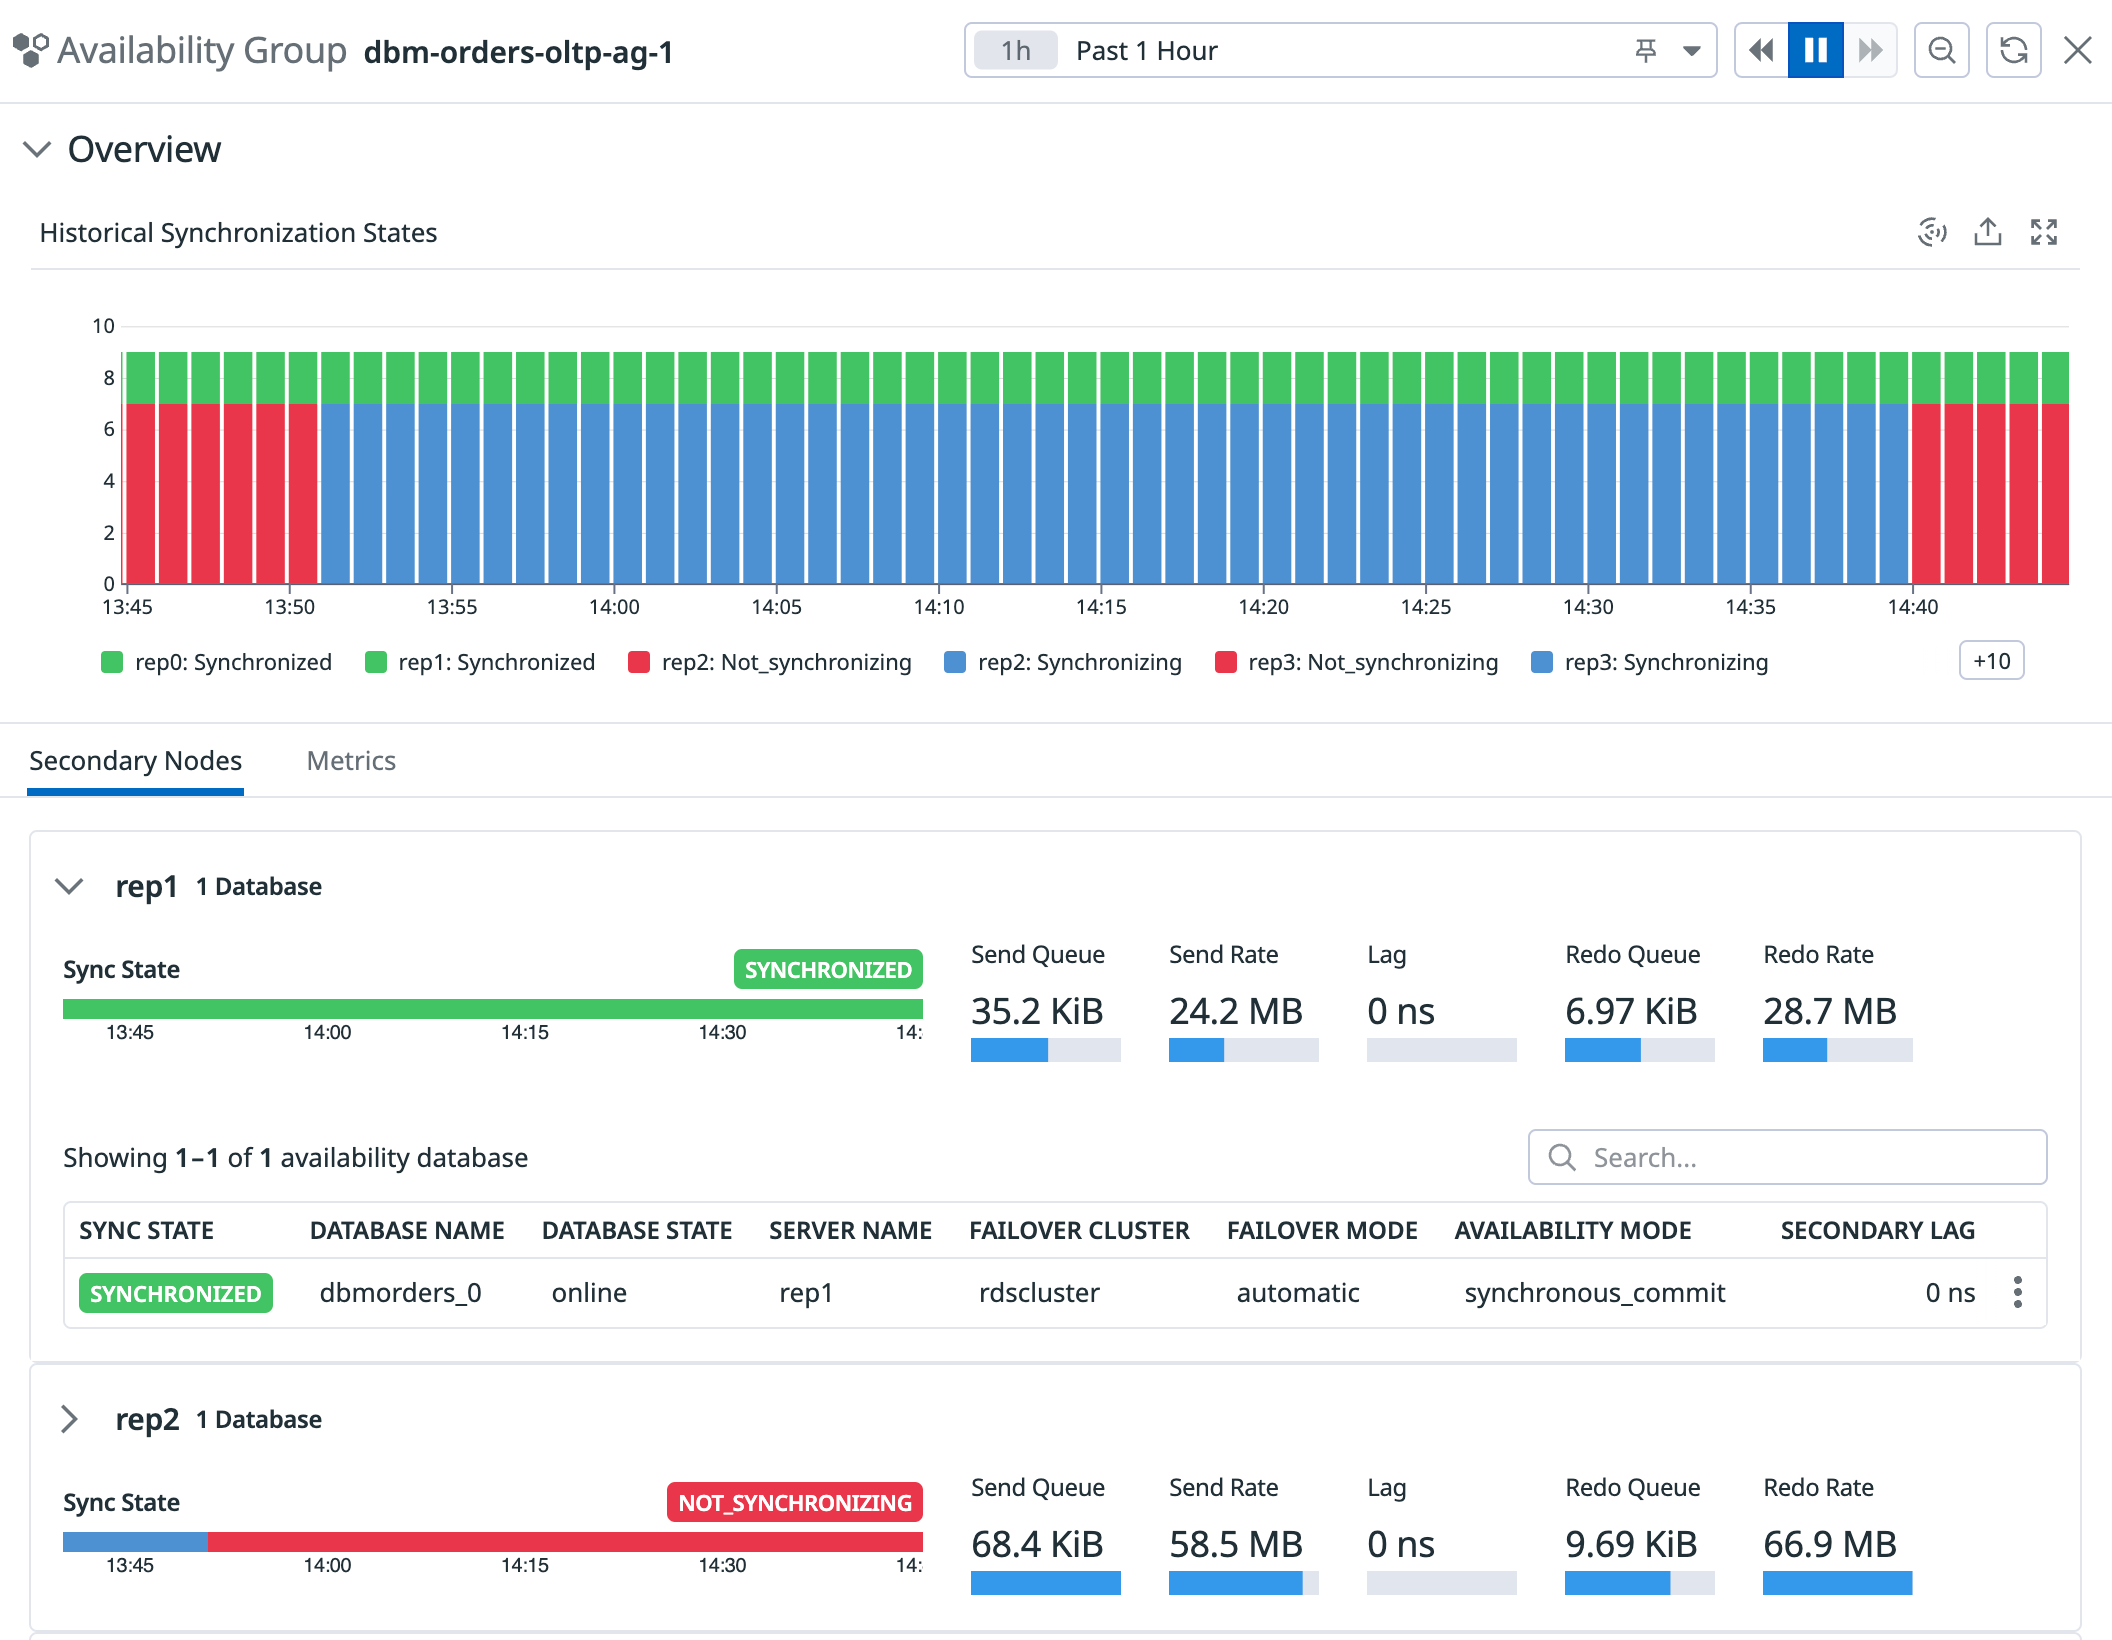 Availability Group dbm-orders-oltp-ag-1
1h Past 1 Hour
Overview
Historical Synchronization States
10
8
6
4
2
0
13:45 13:50 13:55 14:00 14:05 14:10 14:15 14:20 14:25 14:30 14:35 14:40
rep0: Synchronized rep1: Synchronized rep2: Not_synchronizing rep2: Synchronizing rep3: Not_synchronizing rep3: Synchronizing +10
Secondary Nodes Metrics
rep1 1 Database
Sync State SYNCHRONIZED
13:45 14:00 14:15 14:30 14:
Send Queue Send Rate Lag Redo Queue Redo Rate
35.2 KiB 24.2 MB 0 ns 6.97 KiB 28.7 MB
Showing 1–1 of 1 availability database
Search...
SYNC STATE DATABASE NAME DATABASE STATE SERVER NAME FAILOVER CLUSTER FAILOVER MODE AVAILABILITY MODE SECONDARY LAG
SYNCHRONIZED dbmorders_0 online rep1 rdscluster automatic synchronous_commit 0 ns
rep2 1 Database
Sync State NOT_SYNCHRONIZING
13:45 14:00 14:15 14:30 14:
Send Queue Send Rate Lag Redo Queue Redo Rate
68.4 KiB 58.5 MB 0 ns 9.69 KiB 66.9 MB